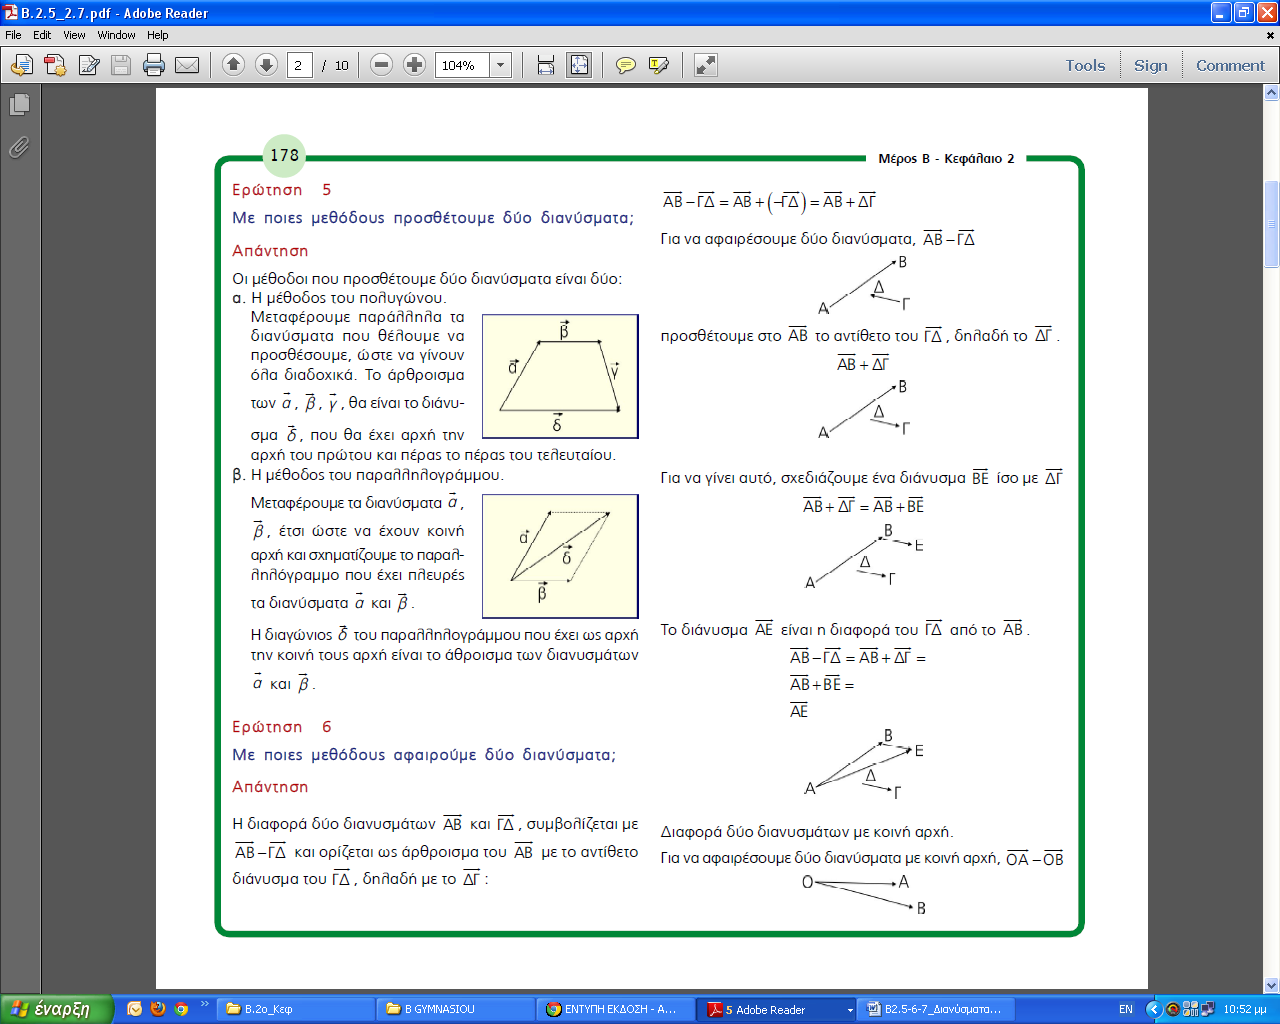 B.2.5_2.7.pdf - Adobe Reader
File Edit View Window Help
2 / 10 104% Tools Sign Comment
178
Μέρος Β - Κεφάλαιο 2
Ερώτηση 5
Με ποιες μεθόδους προσθέτουμε δύο διανύσματα;
Απάντηση
Οι μέθοδοι που προσθέτουμε δύο διανύσματα είναι δύο:
α. Η μέθοδος του πολυγώνου.
Μεταφέρουμε παράλληλα τα
διανύσματα που θέλουμε να
προσθέσουμε, ώστε να γίνουν
όλα διαδοχικά. Το άρθροισμα
των α⃗, β⃗, γ⃗, θα είναι το διάνυ-
σμα δ⃗, που θα έχει αρχή την
αρχή του πρώτου και πέρας το πέρας του τελευταίου.
β⃗
α⃗ γ⃗
δ⃗
β. Η μέθοδος του παραλληλογράμμου.
Μεταφέρουμε τα διανύσματα α⃗,
β⃗, έτσι ώστε να έχουν κοινή
αρχή και σχηματίζουμε το παραλ-
ληλόγραμμο που έχει πλευρές
τα διανύσματα α⃗ και β⃗.
α⃗
δ⃗
β⃗
Η διαγώνιος δ⃗ του παραλληλογράμμου που έχει ως αρχή
την κοινή τους αρχή είναι το άθροισμα των διανυσμάτων
α⃗ και β⃗.
Ερώτηση 6
Με ποιες μεθόδους αφαιρούμε δύο διανύσματα;
Απάντηση
Η διαφορά δύο διανυσμάτων ΑΒ⃗ και ΓΔ⃗, συμβολίζεται με
ΑΒ⃗ – ΓΔ⃗ και ορίζεται ως άρθροισμα του ΑΒ⃗ με το αντίθετο
διάνυσμα του ΓΔ⃗, δηλαδή με το ΔΓ⃗ :
ΑΒ⃗ – ΓΔ⃗ = ΑΒ⃗ + (–ΓΔ⃗) = ΑΒ⃗ + ΔΓ⃗
Για να αφαιρέσουμε δύο διανύσματα, ΑΒ⃗ – ΓΔ⃗
Β
Δ
Α Γ
προσθέτουμε στο ΑΒ⃗ το αντίθετο του ΓΔ⃗, δηλαδή το ΔΓ⃗.
ΑΒ⃗ + ΔΓ⃗
Β
Δ
Α Γ
Για να γίνει αυτό, σχεδιάζουμε ένα διάνυσμα ΒΕ⃗ ίσο με ΔΓ⃗
ΑΒ⃗ + ΔΓ⃗ = ΑΒ⃗ + ΒΕ⃗
Β
Ε
Δ
Α Γ
Το διάνυσμα ΑΕ⃗ είναι η διαφορά του ΓΔ⃗ από το ΑΒ⃗.
ΑΒ⃗ – ΓΔ⃗ = ΑΒ⃗ + ΔΓ⃗ =
ΑΒ⃗ + ΒΕ⃗ =
ΑΕ⃗
Β
Ε
Δ
Α Γ
Διαφορά δύο διανυσμάτων με κοινή αρχή.
Για να αφαιρέσουμε δύο διανύσματα με κοινή αρχή, ΟΑ⃗ – ΟΒ⃗
Ο Α
Β
έναρξη B.2o_Κεφ B GYMNASIOU ΕΝΤΥΠΗ ΕΚΔΟΣΗ - Α... 5 Adobe Reader B2.5-6-7_Διανύσματα... EN 10:52 μμ